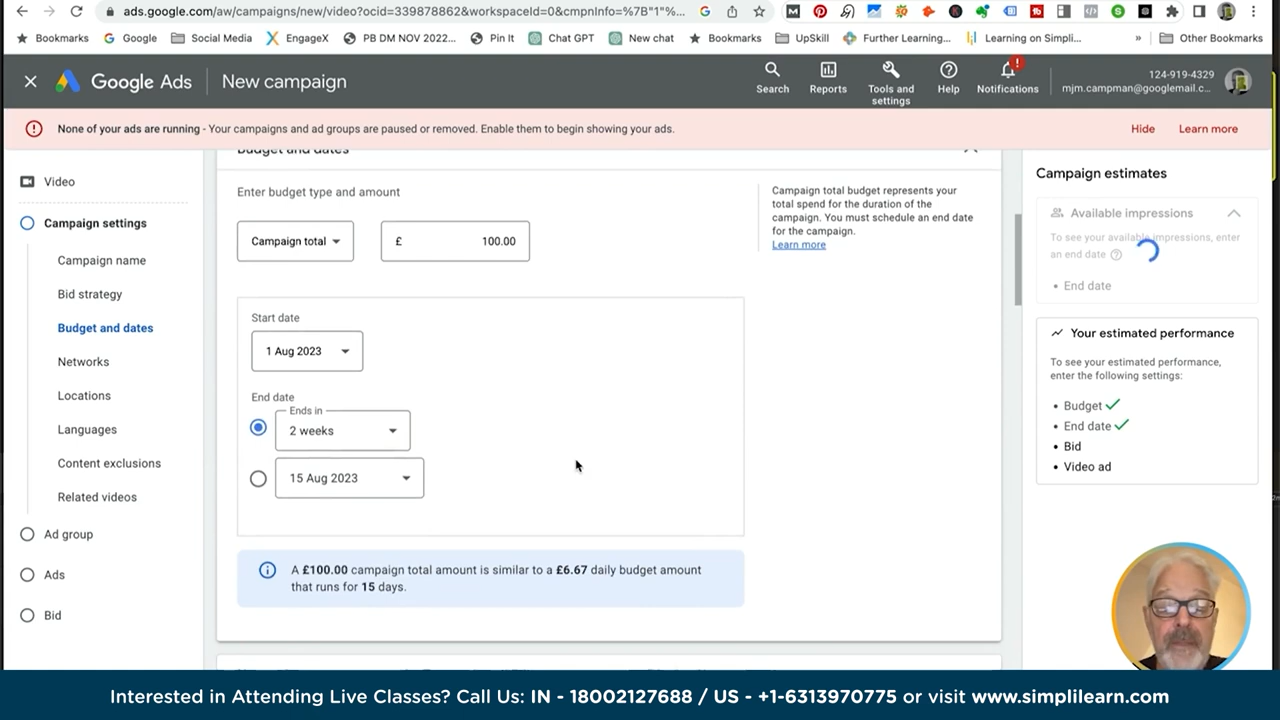 ads.google.com/aw/campaigns/new/video?ocid=339878862&workspaceId=0&cmpnInfo=%7B"1"%...
Bookmarks Google Social Media EngageX PB DM NOV 2022... Pin It Chat GPT New chat Bookmarks UpSkill Further Learning... Learning on Simpli... » Other Bookmarks
Google Ads New campaign
Search Reports Tools and settings Help Notifications
124-919-4329
mjm.campman@googlemail.c...
None of your ads are running - Your campaigns and ad groups are paused or removed. Enable them to begin showing your ads. Hide Learn more
Video
Campaign settings
Campaign name
Bid strategy
Budget and dates
Networks
Locations
Languages
Content exclusions
Related videos
Ad group
Ads
Bid
Budget and dates
Enter budget type and amount
Campaign total £ 100.00
Campaign total budget represents your
total spend for the duration of the
campaign. You must schedule an end date
for the campaign.
Learn more
Start date
1 Aug 2023
End date
Ends in
2 weeks
15 Aug 2023
A £100.00 campaign total amount is similar to a £6.67 daily budget amount
that runs for 15 days.
Campaign estimates
Available impressions
To see your available impressions, enter
an end date
• End date
Your estimated performance
To see your estimated performance,
enter the following settings:
• Budget
• End date
• Bid
• Video ad
Interested in Attending Live Classes? Call Us: IN - 18002127688 / US - +1-6313970775 or visit www.simplilearn.com